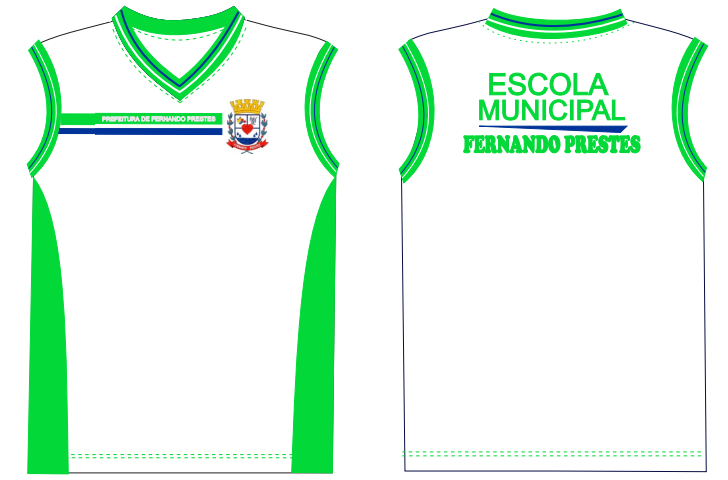 PREFEITURA DE FERNANDO PRESTES
ESCOLA
MUNICIPAL
FERNANDO PRESTES